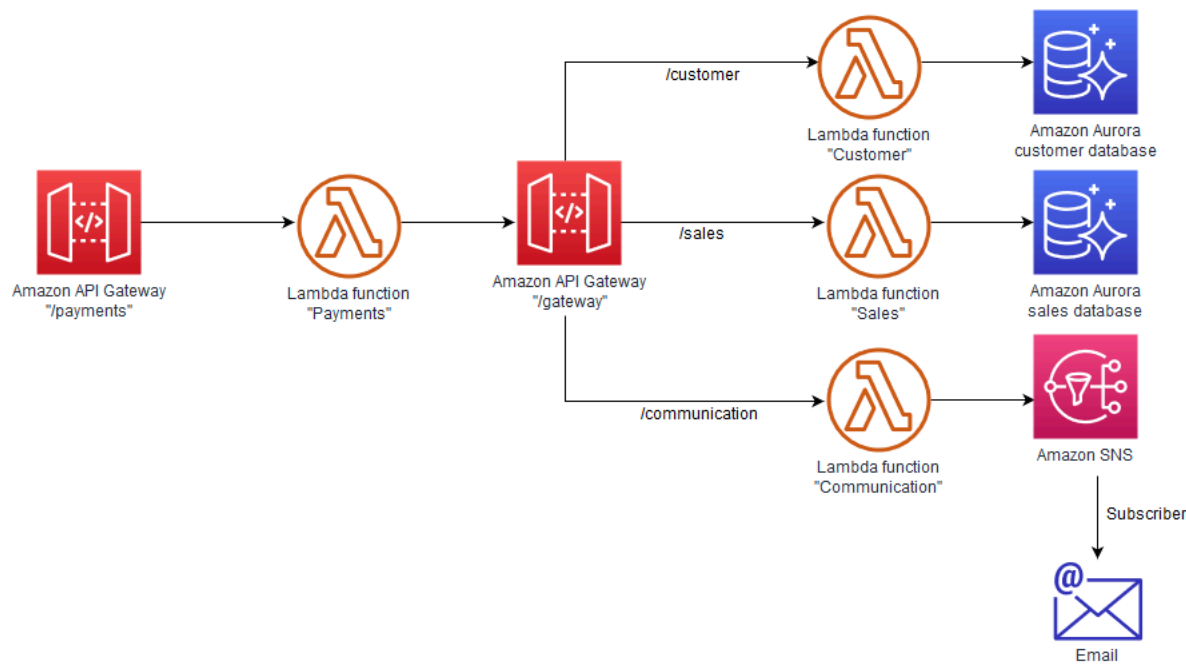 /customer
Lambda function
"Customer"
Amazon Aurora
customer database
Amazon API Gateway
"/payments"
Lambda function
"Payments"
Amazon API Gateway
"/gateway"
/sales
Lambda function
"Sales"
Amazon Aurora
sales database
/communication
Lambda function
"Communication"
Amazon SNS
Subscriber
@
Email